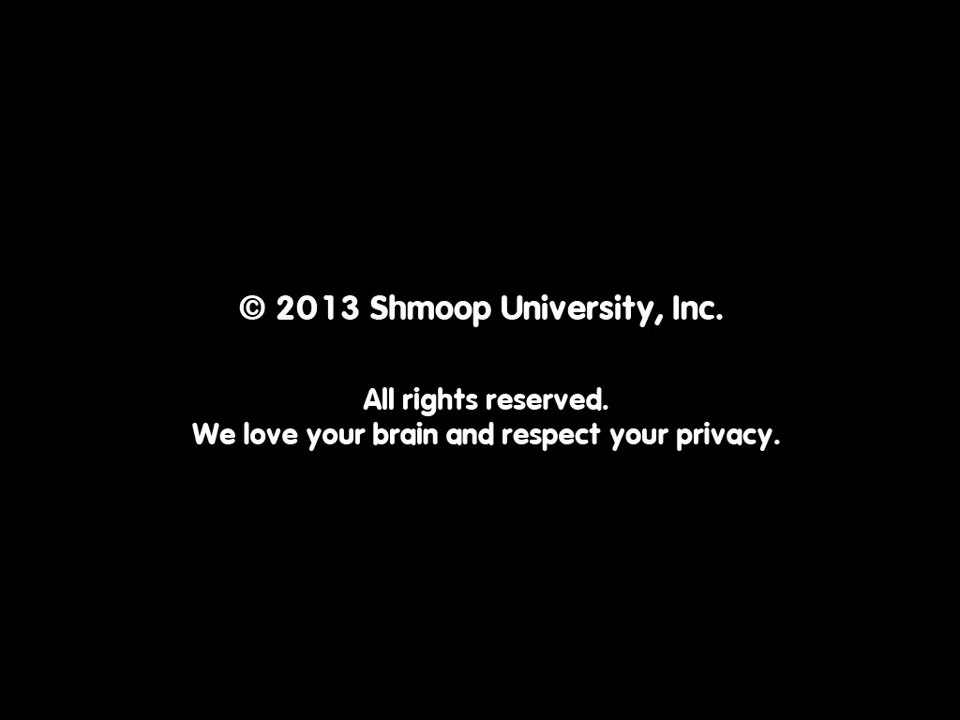 © 2013 Shmoop University, Inc.
All rights reserved.
We love your brain and respect your privacy.